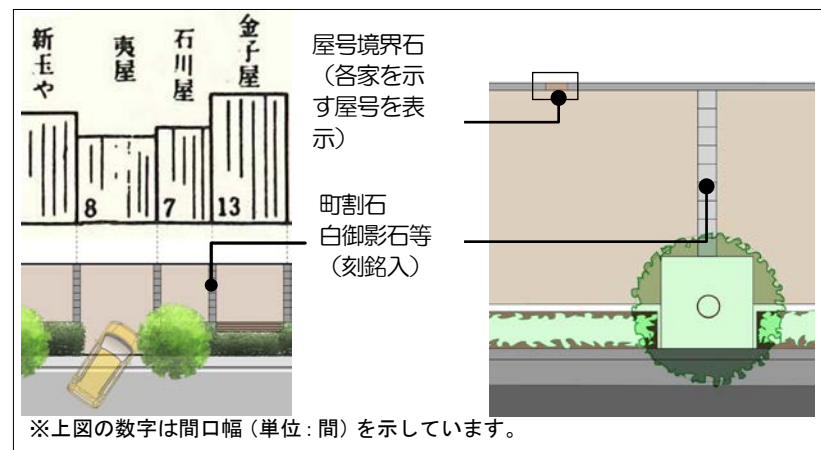 新玉や
夷屋
石川屋
金子屋
8
7
13
屋号境界石
（各家を示
す屋号を表
示）
町割石
白御影石等
（刻銘入）
※上図の数字は間口幅（単位：間）を示しています。